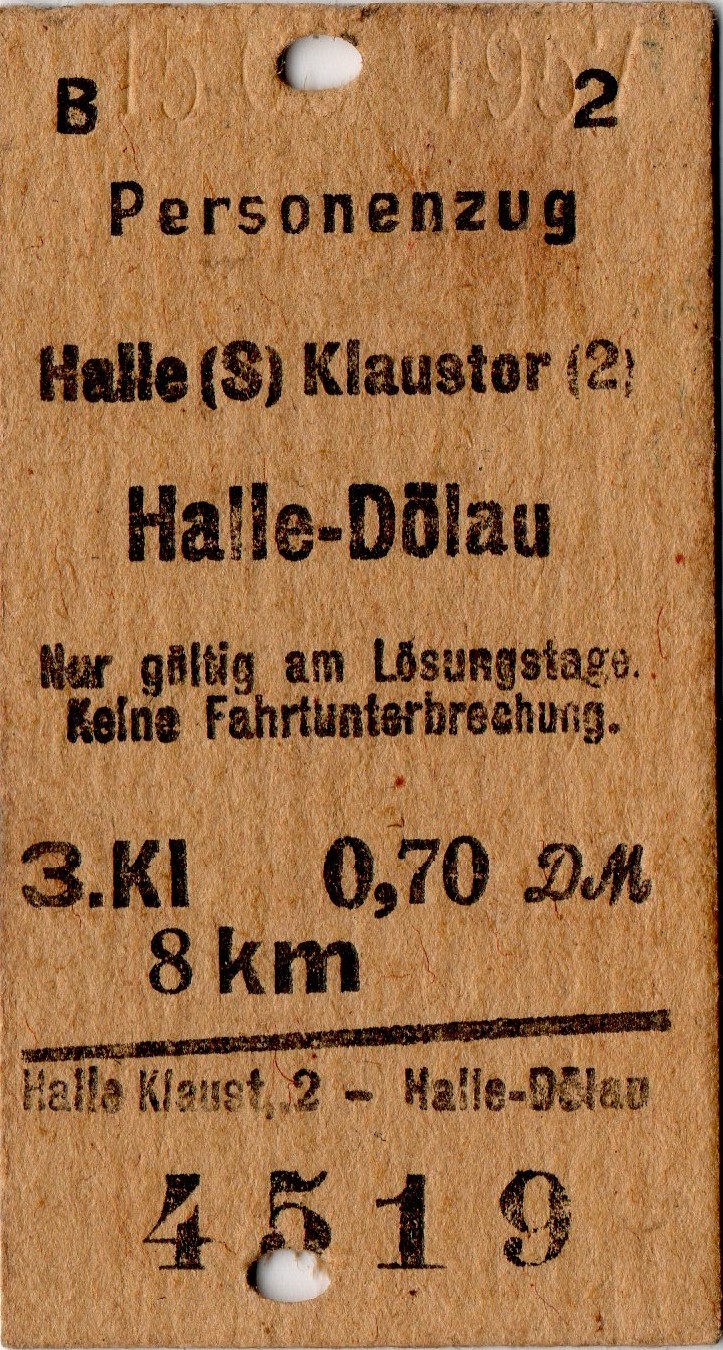 B 2
Personenzug
Halle (S) Klaustor (2)
Halle-Dölau
Nur gültig am Lösungstage.
Keine Fahrtunterbrechung.
3.Kl 0,70 DM
8 km
Halle Klaust,.2 - Halle-Dölau
4519